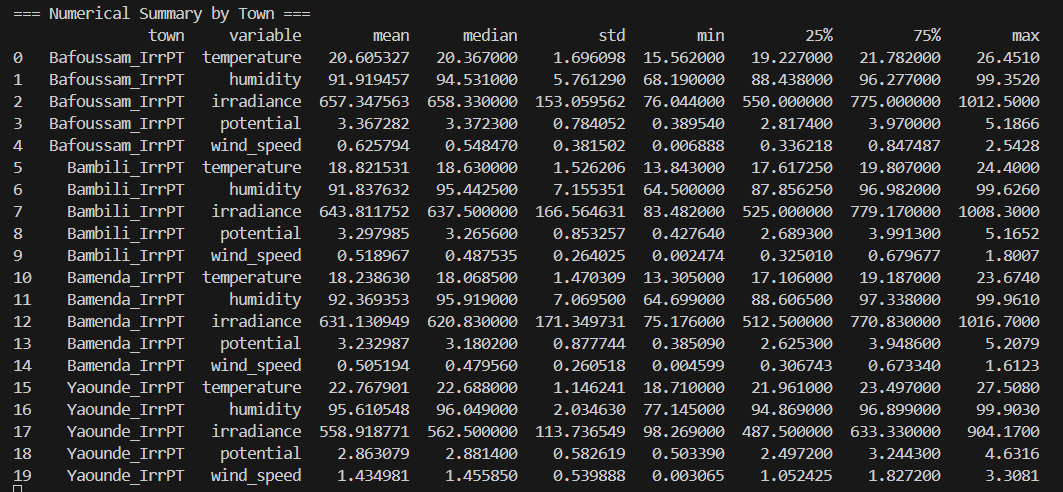 === Numerical Summary by Town ===
town variable mean median std min 25% 75% max
0 Bafoussam_IrrPT temperature 20.605327 20.367000 1.696098 15.562000 19.227000 21.782000 26.4510
1 Bafoussam_IrrPT humidity 91.919457 94.531000 5.761290 68.190000 88.438000 96.277000 99.3520
2 Bafoussam_IrrPT irradiance 657.347563 658.330000 153.059562 76.044000 550.000000 775.000000 1012.5000
3 Bafoussam_IrrPT potential 3.367282 3.372300 0.784052 0.389540 2.817400 3.970000 5.1866
4 Bafoussam_IrrPT wind_speed 0.625794 0.548470 0.381502 0.006888 0.336218 0.847487 2.5428
5 Bambili_IrrPT temperature 18.821531 18.630000 1.526206 13.843000 17.617250 19.807000 24.4000
6 Bambili_IrrPT humidity 91.837632 95.442500 7.155351 64.500000 87.856250 96.982000 99.6260
7 Bambili_IrrPT irradiance 643.811752 637.500000 166.564631 83.482000 525.000000 779.170000 1008.3000
8 Bambili_IrrPT potential 3.297985 3.265600 0.853257 0.427640 2.689300 3.991300 5.1652
9 Bambili_IrrPT wind_speed 0.518967 0.487535 0.264025 0.002474 0.325010 0.679677 1.8007
10 Bamenda_IrrPT temperature 18.238630 18.068500 1.470309 13.305000 17.106000 19.187000 23.6740
11 Bamenda_IrrPT humidity 92.369353 95.919000 7.069500 64.699000 88.606500 97.338000 99.9610
12 Bamenda_IrrPT irradiance 631.130949 620.830000 171.349731 75.176000 512.500000 770.830000 1016.7000
13 Bamenda_IrrPT potential 3.232987 3.180200 0.877744 0.385090 2.625300 3.948600 5.2079
14 Bamenda_IrrPT wind_speed 0.505194 0.479560 0.260518 0.004599 0.306743 0.673340 1.6123
15 Yaounde_IrrPT temperature 22.767901 22.688000 1.146241 18.710000 21.961000 23.497000 27.5080
16 Yaounde_IrrPT humidity 95.610548 96.049000 2.034630 77.145000 94.869000 96.899000 99.9030
17 Yaounde_IrrPT irradiance 558.918771 562.500000 113.736549 98.269000 487.500000 633.330000 904.1700
18 Yaounde_IrrPT potential 2.863079 2.881400 0.582619 0.503390 2.497200 3.244300 4.6316
19 Yaounde_IrrPT wind_speed 1.434981 1.455850 0.539888 0.003065 1.052425 1.827200 3.3081